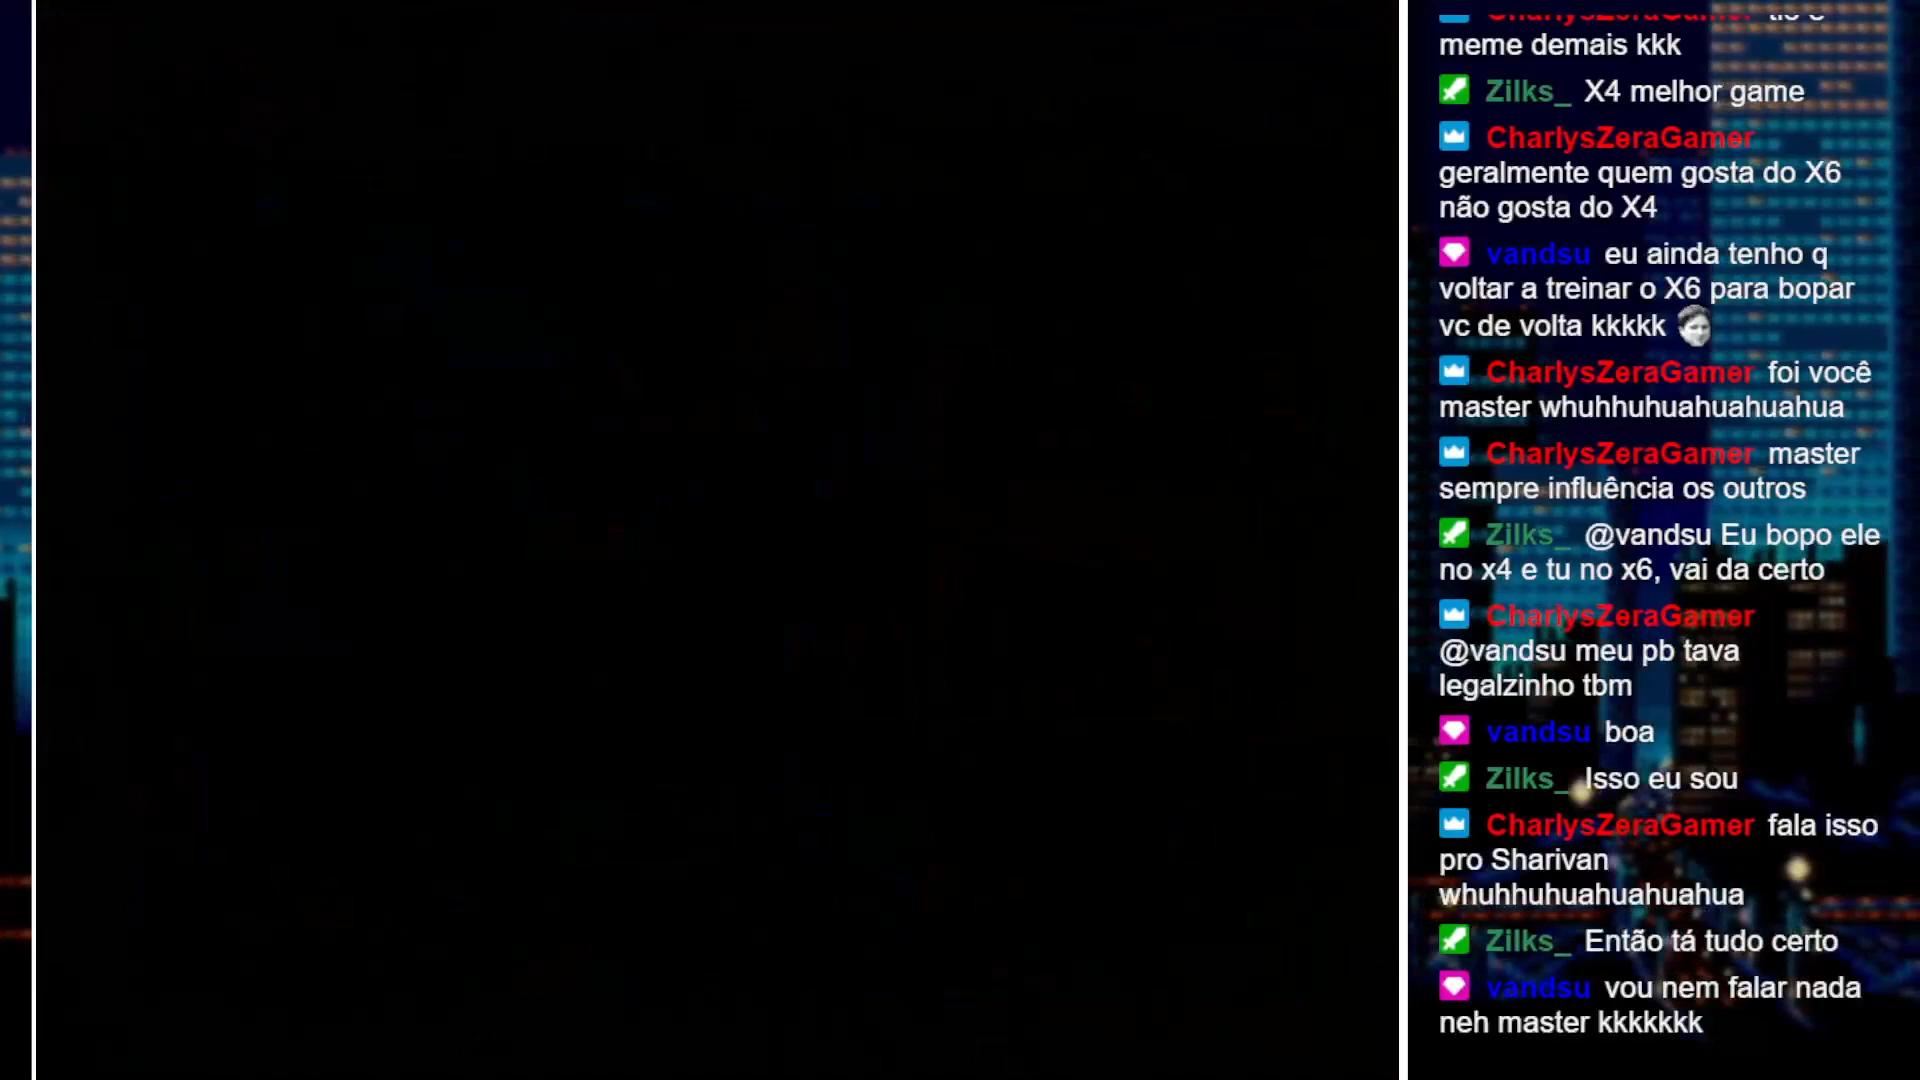 CharlysZeraGamer
meme demais kkk
Zilks_ X4 melhor game
CharlysZeraGamer
geralmente quem gosta do X6
não gosta do X4
vandsu eu ainda tenho q
voltar a treinar o X6 para bopar
vc de volta kkkkk
CharlysZeraGamer foi você
master whuhhuhuahuahuahua
CharlysZeraGamer master
sempre influência os outros
Zilks_ @vandsu Eu bopo ele
no x4 e tu no x6, vai da certo
CharlysZeraGamer
@vandsu meu pb tava
legalzinho tbm
vandsu boa
Zilks_ Isso eu sou
CharlysZeraGamer fala isso
pro Sharivan
whuhhuhuahuahuahua
Zilks_ Então tá tudo certo
vandsu vou nem falar nada
neh master kkkkkkk